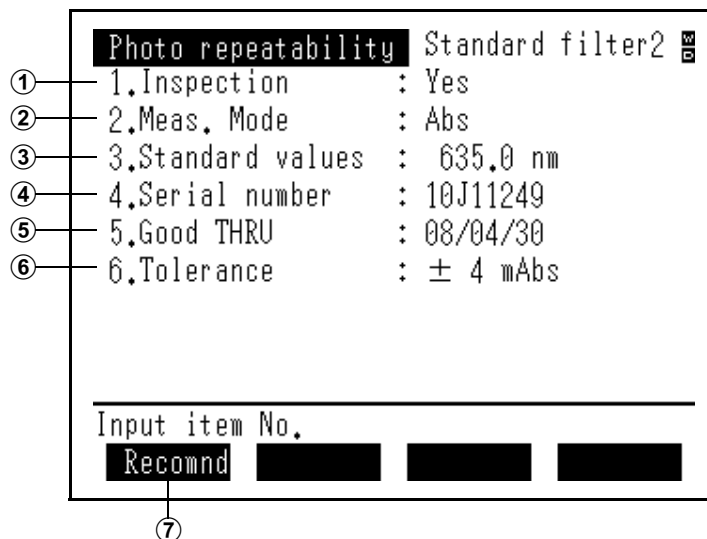 Photo repeatability Standard filter2 W D
① 1.Inspection : Yes
② 2.Meas. Mode : Abs
③ 3.Standard values : 635.0 nm
④ 4.Serial number : 10J11249
⑤ 5.Good THRU : 08/04/30
⑥ 6.Tolerance : ± 4 mAbs
Input item No.
Recomnd
⑦